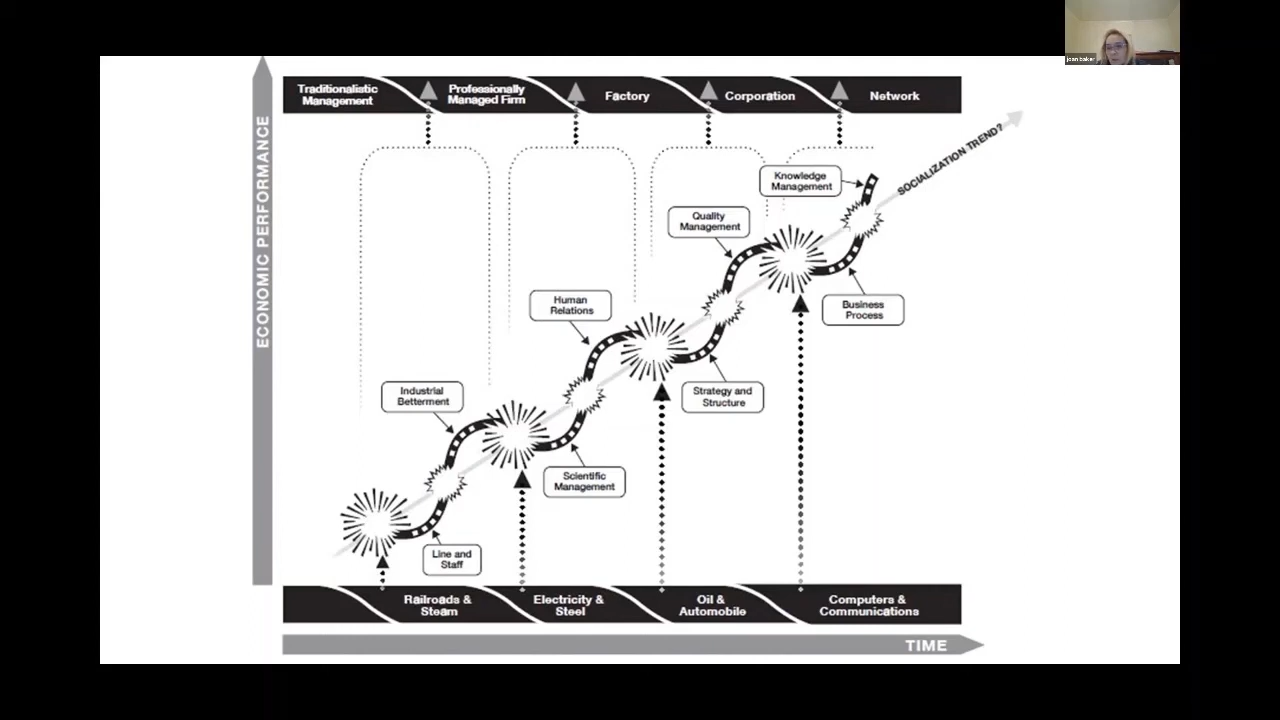 joan baker
Traditionalistic
Management
Professionally
Managed Firm
Factory
Corporation
Network
ECONOMIC PERFORMANCE
SOCIALIZATION TREND?
Knowledge
Management
Quality
Management
Business
Process
Human
Relations
Strategy and
Structure
Industrial
Betterment
Scientific
Management
Line and
Staff
Railroads &
Steam
Electricity &
Steel
Oil &
Automobile
Computers &
Communications
TIME